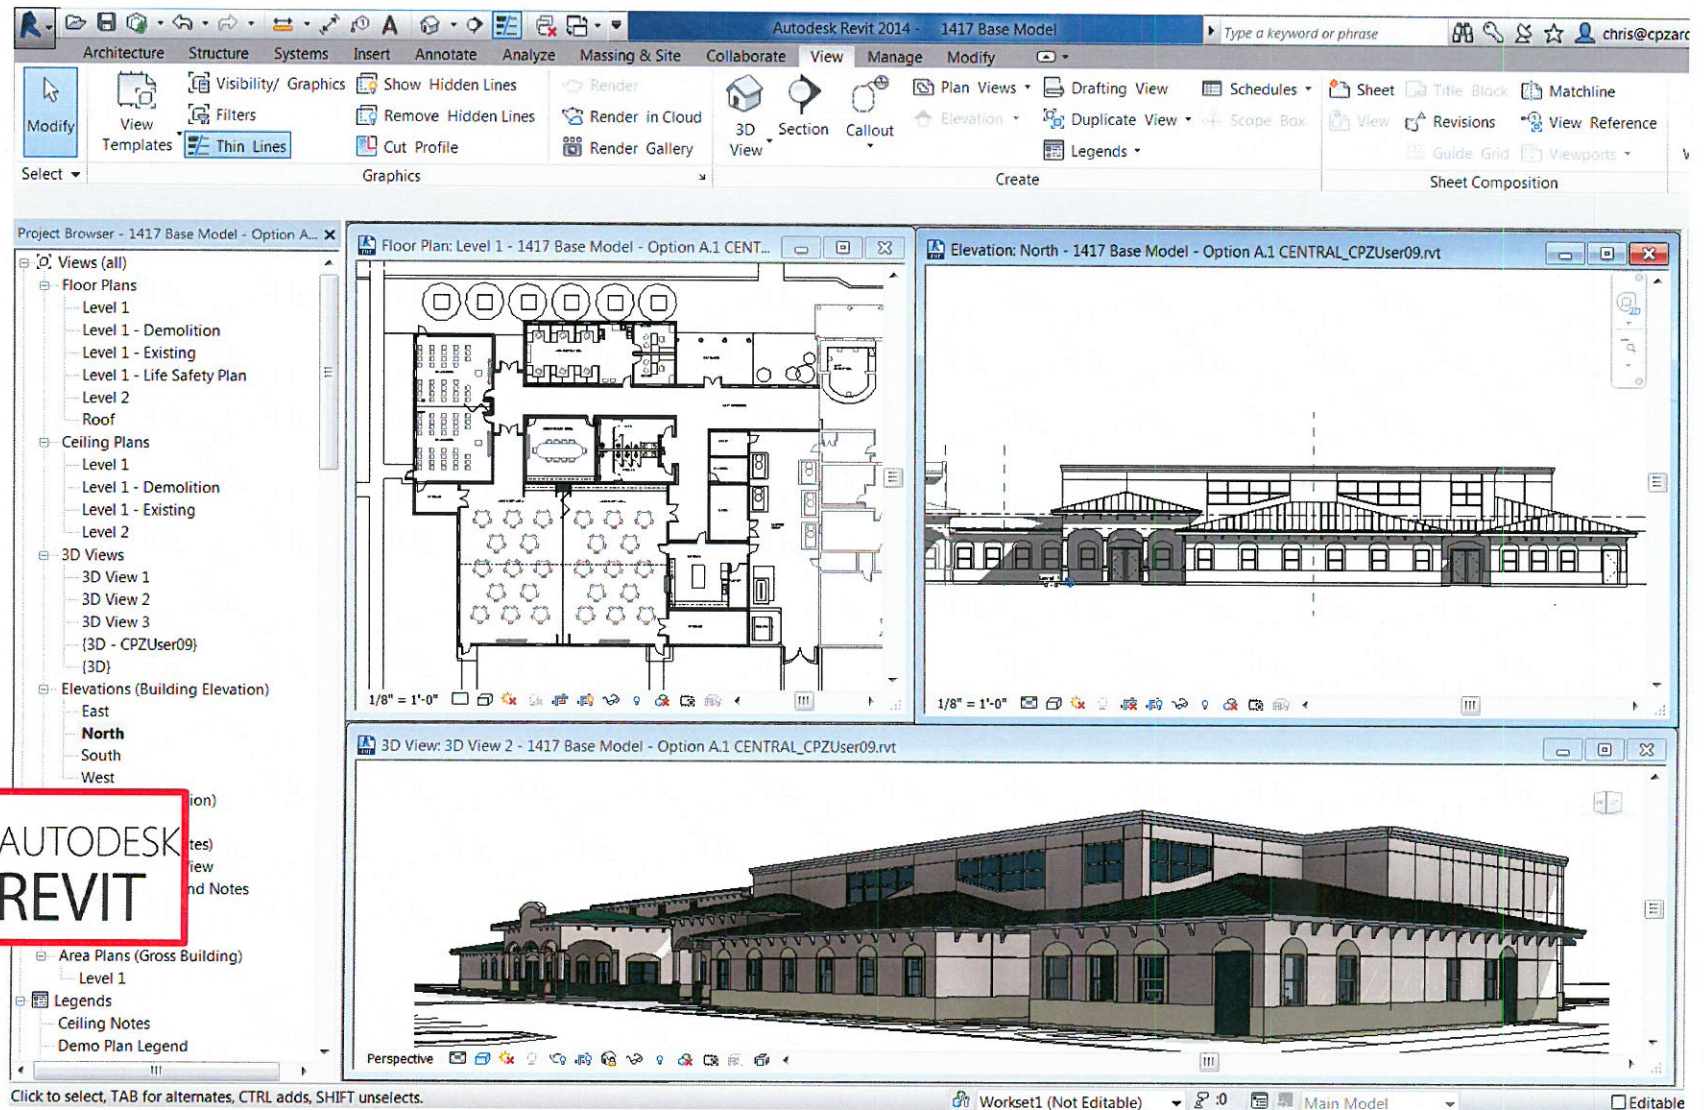 Autodesk Revit 2014 - 1417 Base Model
Type a keyword or phrase
chris@cpzarc
Architecture Structure Systems Insert Annotate Analyze Massing & Site Collaborate View Manage Modify
Modify
View Templates
Visibility/ Graphics
Filters
Thin Lines
Show Hidden Lines
Remove Hidden Lines
Cut Profile
Render
Render in Cloud
Render Gallery
3D View
Section
Callout
Plan Views
Elevation
Drafting View
Duplicate View
Legends
Schedules
Scope Box
Sheet
View
Title Block
Revisions
Guide Grid
Matchline
View Reference
Viewports
Select
Graphics
Create
Sheet Composition
Project Browser - 1417 Base Model - Option A...
Views (all)
Floor Plans
Level 1
Level 1 - Demolition
Level 1 - Existing
Level 1 - Life Safety Plan
Level 2
Roof
Ceiling Plans
Level 1
Level 1 - Demolition
Level 1 - Existing
Level 2
3D Views
3D View 1
3D View 2
3D View 3
{3D - CPZUser09}
{3D}
Elevations (Building Elevation)
East
North
South
West
ion)
tes)
iew
nd Notes
AUTODESK
REVIT
Area Plans (Gross Building)
Level 1
Legends
Ceiling Notes
Demo Plan Legend
Floor Plan: Level 1 - 1417 Base Model - Option A.1 CENT...
1/8" = 1'-0"
Elevation: North - 1417 Base Model - Option A.1 CENTRAL_CPZUser09.rvt
2D
1/8" = 1'-0"
3D View: 3D View 2 - 1417 Base Model - Option A.1 CENTRAL_CPZUser09.rvt
Perspective
Click to select, TAB for alternates, CTRL adds, SHIFT unselects.
Workset1 (Not Editable)
:0
Main Model
Editable